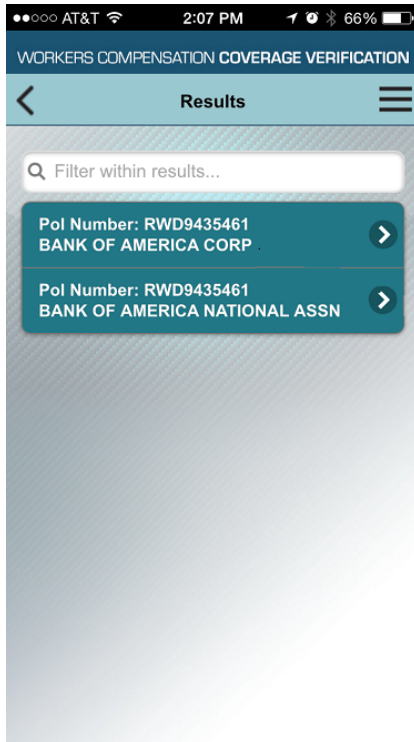 AT&T 2:07 PM 66%
WORKERS COMPENSATION COVERAGE VERIFICATION
Results
Filter within results...
Pol Number: RWD9435461
BANK OF AMERICA CORP
Pol Number: RWD9435461
BANK OF AMERICA NATIONAL ASSN